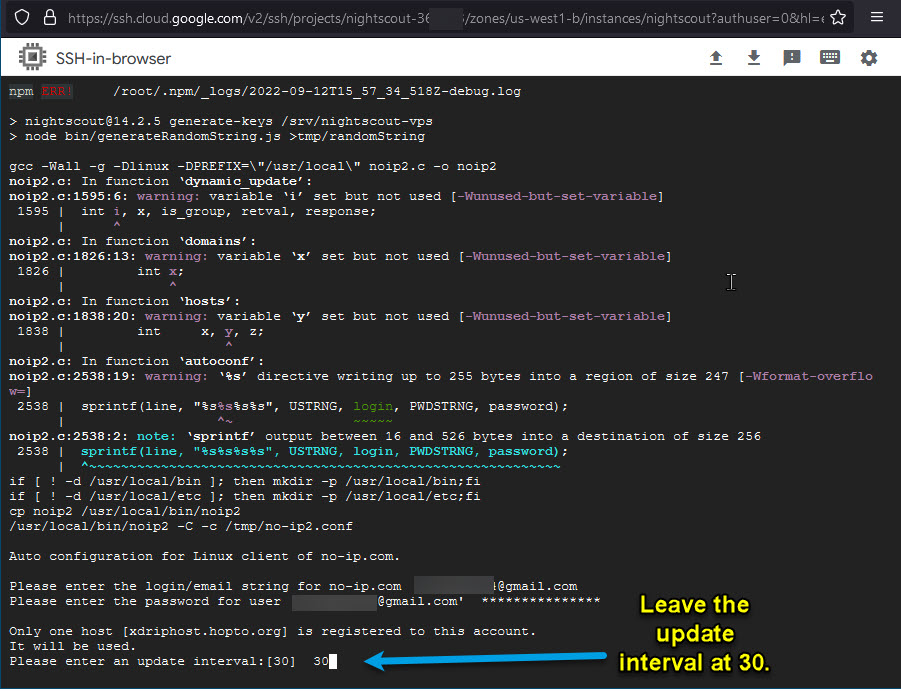 https://ssh.cloud.google.com/v2/ssh/projects/nightscout-36 /zones/us-west1-b/instances/nightscout?authuser=0&hl=e
SSH-in-browser
npm ERR!     /root/.npm/_logs/2022-09-12T15_57_34_518Z-debug.log
> nightscout@14.2.5 generate-keys /srv/nightscout-vps
> node bin/generateRandomString.js >tmp/randomString
gcc -Wall -g -Dlinux -DPREFIX=\"/usr/local\" noip2.c -o noip2
noip2.c: In function ‘dynamic_update’:
noip2.c:1595:6: warning: variable ‘i’ set but not used [-Wunused-but-set-variable]
 1595 |  int i, x, is_group, retval, response;
      |      ^
noip2.c: In function ‘domains’:
noip2.c:1826:13: warning: variable ‘x’ set but not used [-Wunused-but-set-variable]
 1826 |         int x;
      |             ^
noip2.c: In function ‘hosts’:
noip2.c:1838:20: warning: variable ‘y’ set but not used [-Wunused-but-set-variable]
 1838 |         int     x, y, z;
      |                    ^
noip2.c: In function ‘autoconf’:
noip2.c:2538:19: warning: ‘%s’ directive writing up to 255 bytes into a region of size 247 [-Wformat-overflo
w=]
 2538 |  sprintf(line, "%s%s%s%s", USTRNG, login, PWDSTRNG, password);
      |                   ^~               ~~~~~
noip2.c:2538:2: note: ‘sprintf’ output between 16 and 526 bytes into a destination of size 256
 2538 |  sprintf(line, "%s%s%s%s", USTRNG, login, PWDSTRNG, password);
      |  ^~~~~~~~~~~~~~~~~~~~~~~~~~~~~~~~~~~~~~~~~~~~~~~~~~~~~~~~~~~~
if [ ! -d /usr/local/bin ]; then mkdir -p /usr/local/bin;fi
if [ ! -d /usr/local/etc ]; then mkdir -p /usr/local/etc;fi
cp noip2 /usr/local/bin/noip2
/usr/local/bin/noip2 -C -c /tmp/no-ip2.conf
Auto configuration for Linux client of no-ip.com.
Please enter the login/email string for no-ip.com  @gmail.com
Please enter the password for user  @gmail.com'  ***************
Only one host [xdriphost.hopto.org] is registered to this account.
It will be used.
Please enter an update interval:[30]  30
Leave the
update
interval at 30.